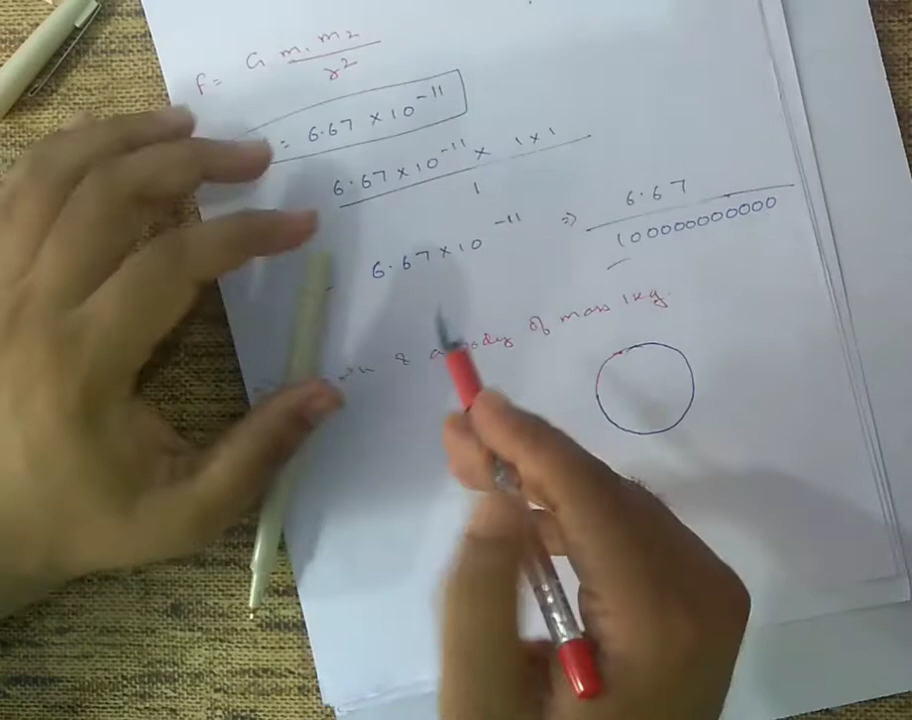 F = G m1 m2 / r²
= 6.67 × 10⁻¹¹
6.67 × 10⁻¹¹ × 1×1 / 1
6.67 × 10⁻¹¹ ⇒ 6.67 / 100000000000
& a body of mass 1kg.